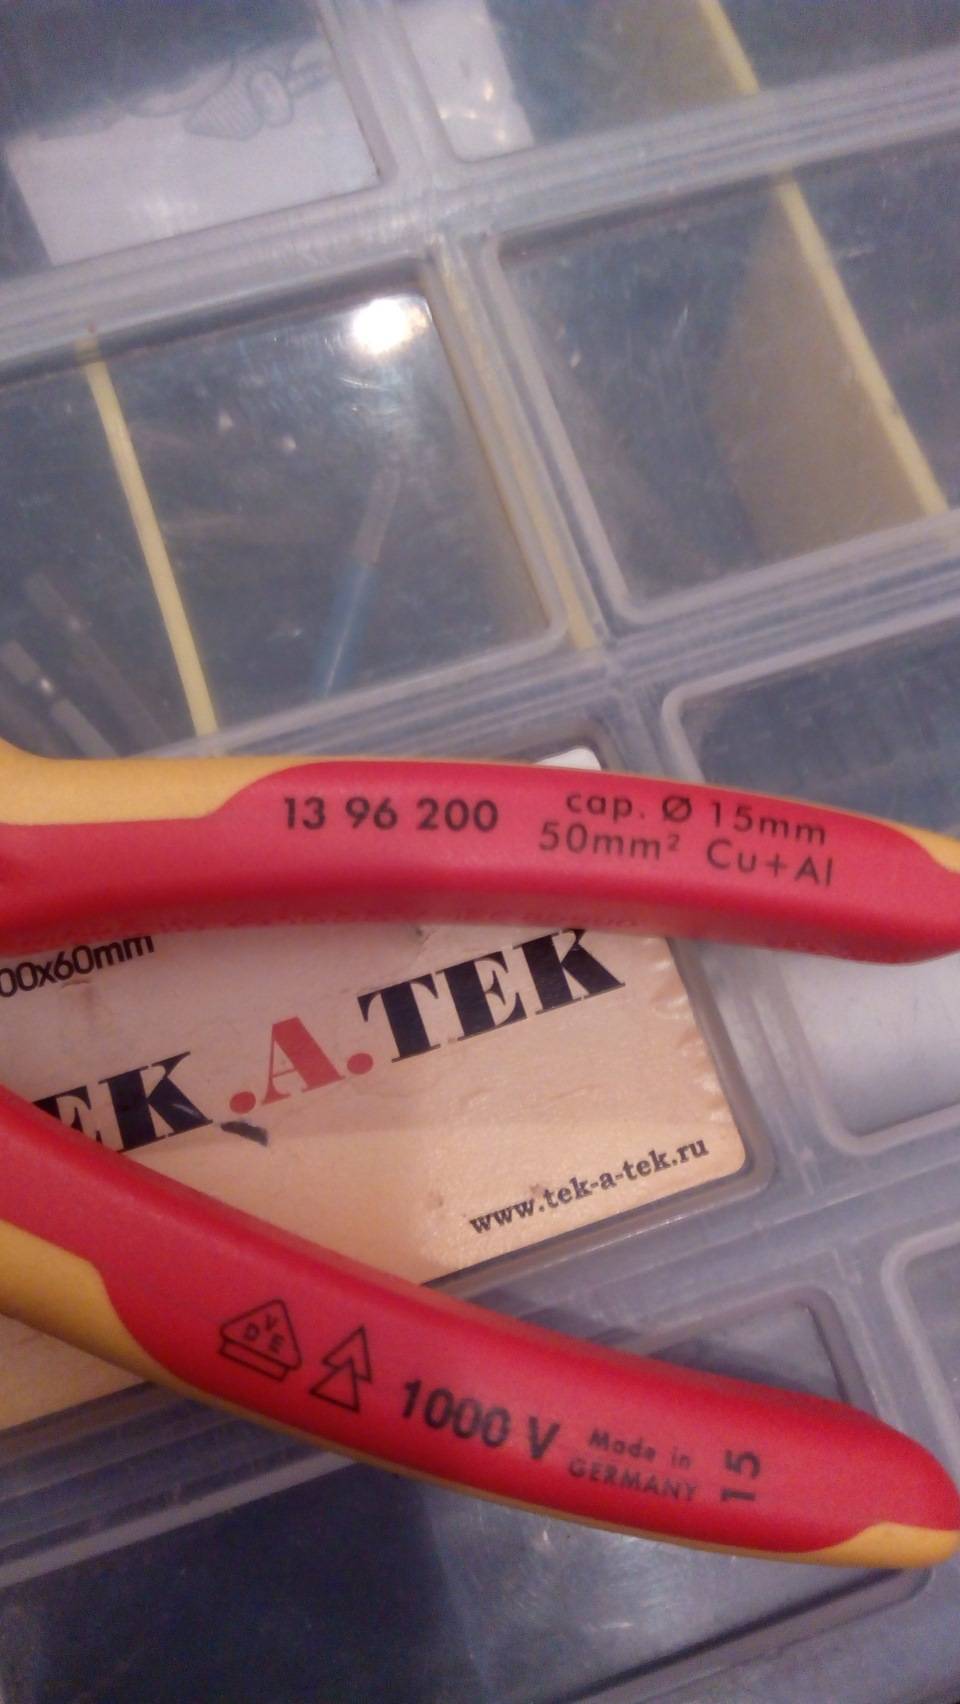 13 96 200
cap. Ø 15mm
50mm² Cu+Al
00x60mm
EK.A.TEK
www.tek-a-tek.ru
VDE
1000 V
Made in
GERMANY
15